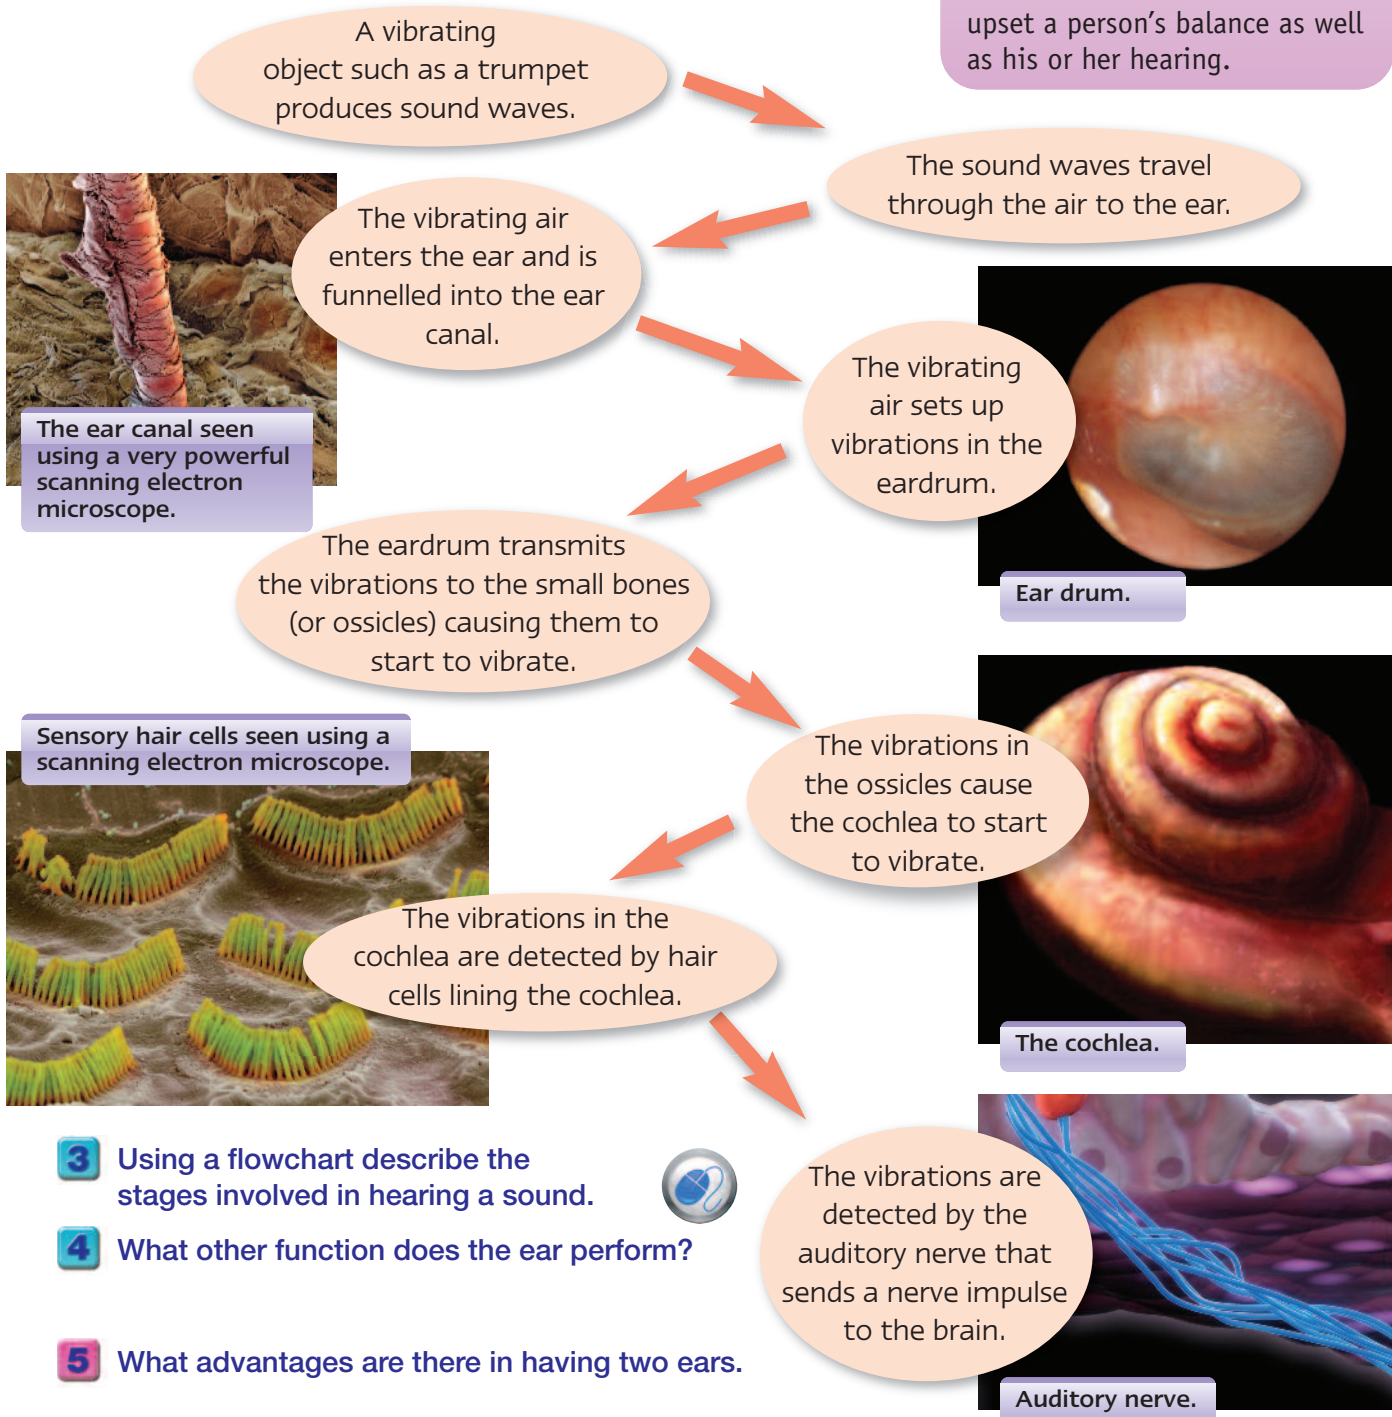 upset a person's balance as well
as his or her hearing.
A vibrating
object such as a trumpet
produces sound waves.
The sound waves travel
through the air to the ear.
The vibrating air
enters the ear and is
funnelled into the ear
canal.
The ear canal seen
using a very powerful
scanning electron
microscope.
The vibrating
air sets up
vibrations in the
eardrum.
Ear drum.
The eardrum transmits
the vibrations to the small bones
(or ossicles) causing them to
start to vibrate.
The vibrations in
the ossicles cause
the cochlea to start
to vibrate.
The cochlea.
Sensory hair cells seen using a
scanning electron microscope.
The vibrations in the
cochlea are detected by hair
cells lining the cochlea.
The vibrations are
detected by the
auditory nerve that
sends a nerve impulse
to the brain.
Auditory nerve.
3 Using a flowchart describe the
stages involved in hearing a sound.
4 What other function does the ear perform?
5 What advantages are there in having two ears.